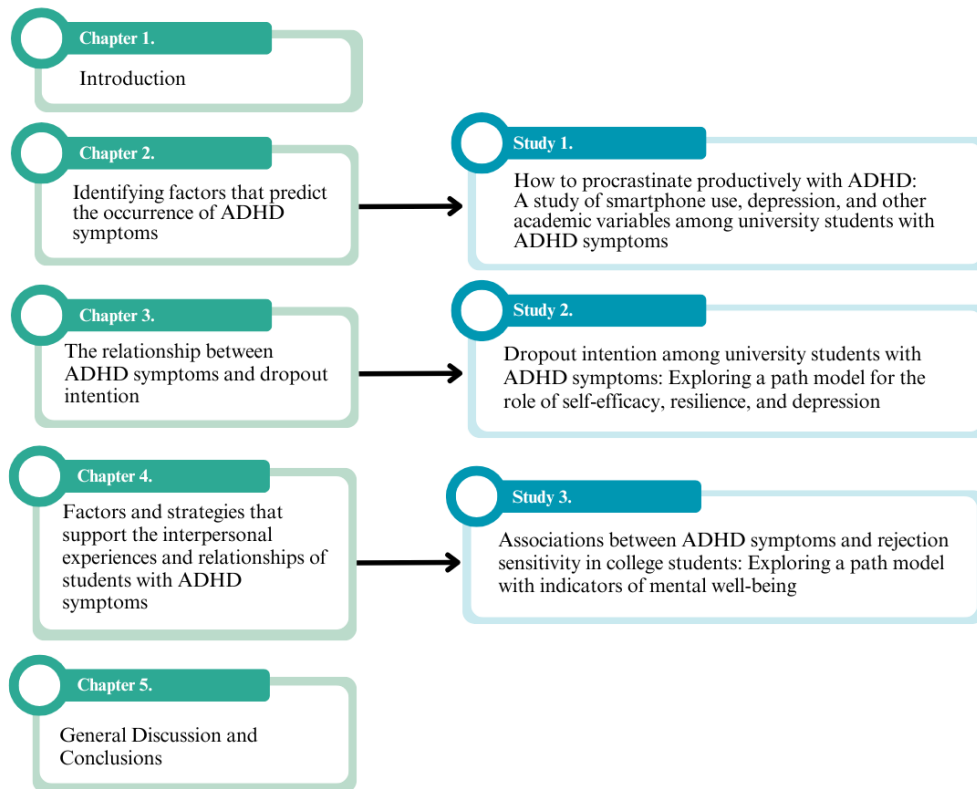 Chapter 1.
Introduction
Chapter 2.
Identifying factors that predict
the occurrence of ADHD
symptoms
Study 1.
How to procrastinate productively with ADHD:
A study of smartphone use, depression, and other
academic variables among university students with
ADHD symptoms
Chapter 3.
The relationship between
ADHD symptoms and dropout
intention
Study 2.
Dropout intention among university students with
ADHD symptoms: Exploring a path model for the
role of self-efficacy, resilience, and depression
Chapter 4.
Factors and strategies that
support the interpersonal
experiences and relationships of
students with ADHD
symptoms
Study 3.
Associations between ADHD symptoms and rejection
sensitivity in college students: Exploring a path model
with indicators of mental well-being
Chapter 5.
General Discussion and
Conclusions